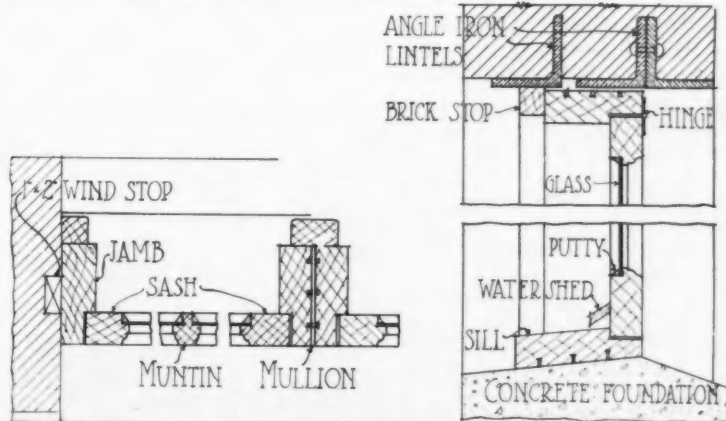 1"×2" WIND STOP
JAMB
SASH
MUNTIN
MULLION
ANGLE IRON
LINTELS
BRICK STOP
HINGE
GLASS
PUTTY
WATER SHED
SILL
CONCRETE FOUNDATION